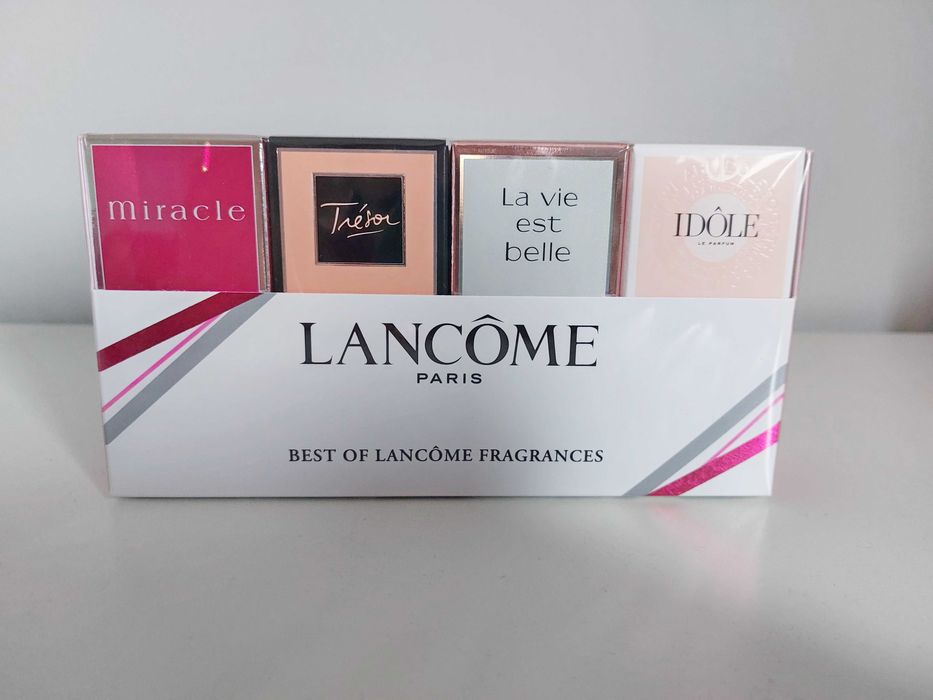 miracle
Trésor
La vie
est
belle
IDÔLE
LE PARFUM
LANCÔME
PARIS
BEST OF LANCÔME FRAGRANCES